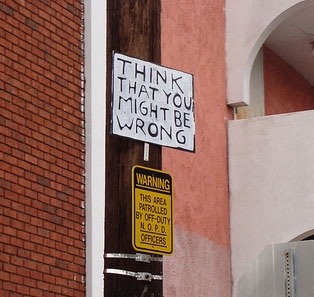 THINK
THAT YOU
MIGHT BE
WRONG
WARNING
THIS AREA
PATROLLED
BY OFF-DUTY
N. O. P. D.
OFFICERS